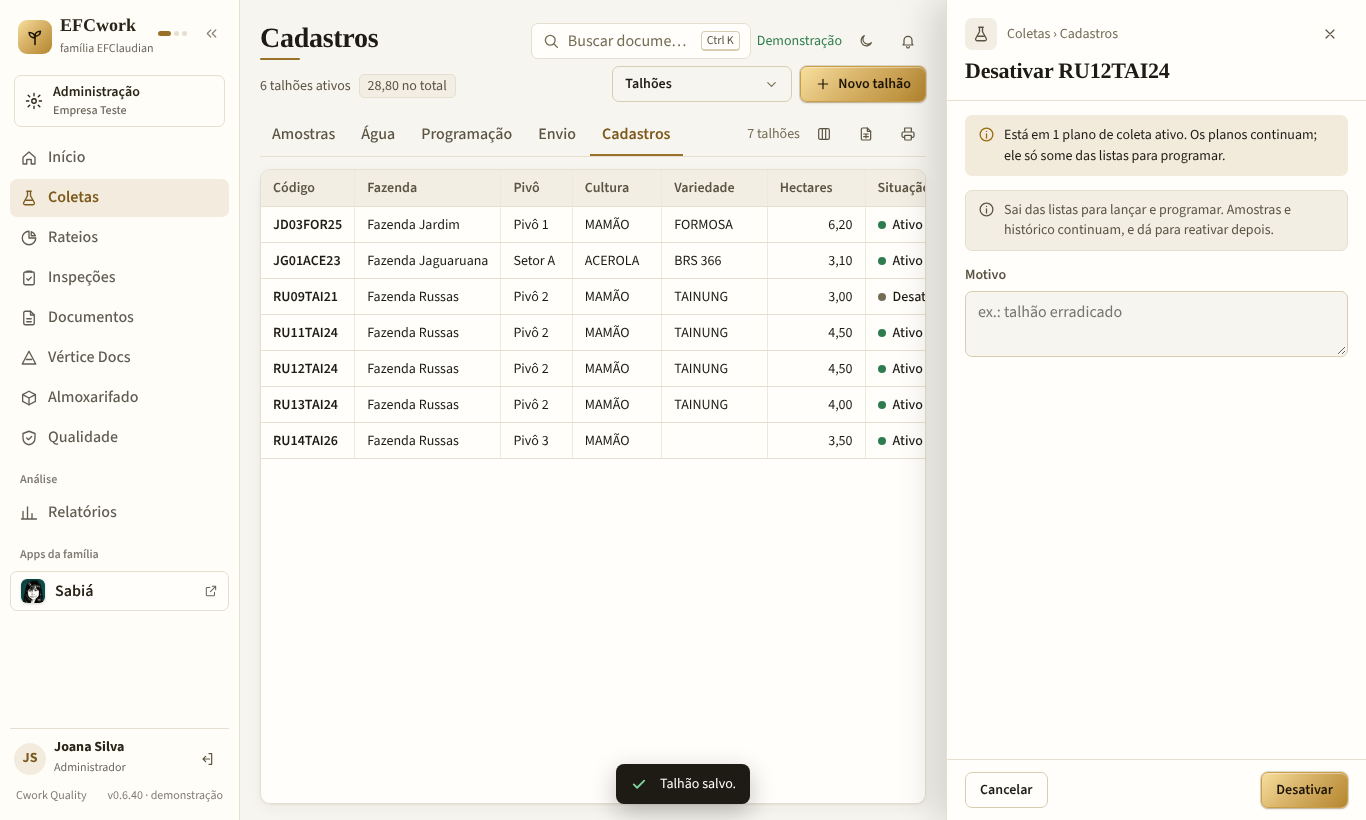 EFCwork
família EFClaudian
Administração
Empresa Teste
Início
Coletas
Rateios
Inspeções
Documentos
Vértice Docs
Almoxarifado
Qualidade
Análise
Relatórios
Apps da família
Sabiá
JS
Joana Silva
Administrador
Cwork Quality v0.6.40 · demonstração
Cadastros
Buscar docume… Ctrl K Demonstração
6 talhões ativos 28,80 no total
Talhões
Novo talhão
Amostras Água Programação Envio Cadastros 7 talhões
Código Fazenda Pivô Cultura Variedade Hectares Situaçã
JD03FOR25 Fazenda Jardim Pivô 1 MAMÃO FORMOSA 6,20 Ativo
JG01ACE23 Fazenda Jaguaruana Setor A ACEROLA BRS 366 3,10 Ativo
RU09TAI21 Fazenda Russas Pivô 2 MAMÃO TAINUNG 3,00 Desat
RU11TAI24 Fazenda Russas Pivô 2 MAMÃO TAINUNG 4,50 Ativo
RU12TAI24 Fazenda Russas Pivô 2 MAMÃO TAINUNG 4,50 Ativo
RU13TAI24 Fazenda Russas Pivô 2 MAMÃO TAINUNG 4,00 Ativo
RU14TAI26 Fazenda Russas Pivô 3 MAMÃO 3,50 Ativo
Talhão salvo.
Coletas › Cadastros
Desativar RU12TAI24
Está em 1 plano de coleta ativo. Os planos continuam;
ele só some das listas para programar.
Sai das listas para lançar e programar. Amostras e
histórico continuam, e dá para reativar depois.
Motivo
ex.: talhão erradicado
Cancelar
Desativar